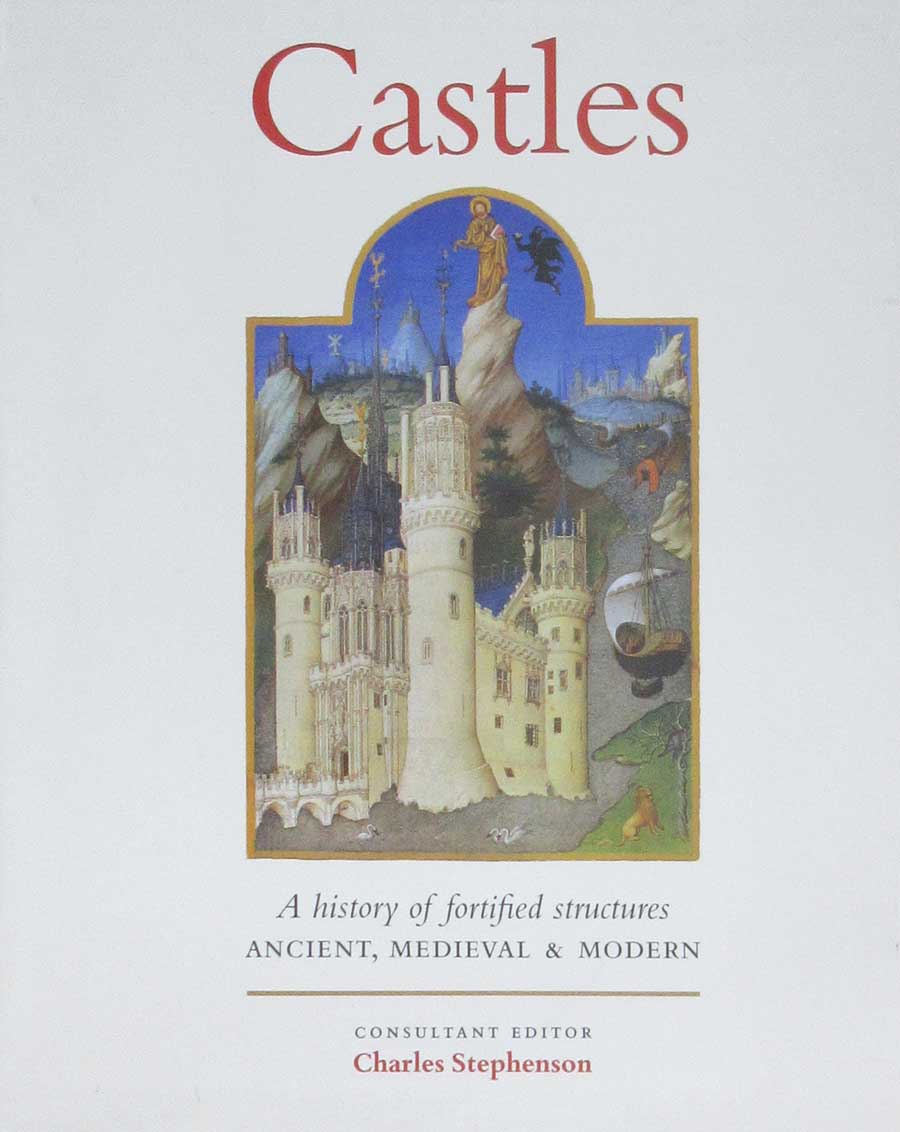 Castles
A history of fortified structures
ANCIENT, MEDIEVAL & MODERN
CONSULTANT EDITOR
Charles Stephenson